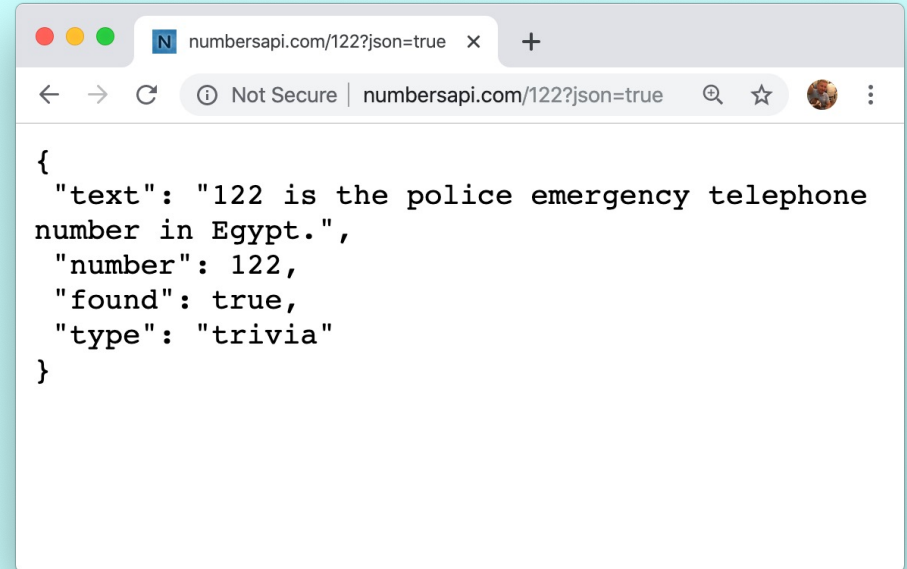 N numbersapi.com/122?json=true
Not Secure | numbersapi.com/122?json=true
{
"text": "122 is the police emergency telephone
number in Egypt.",
"number": 122,
"found": true,
"type": "trivia"
}